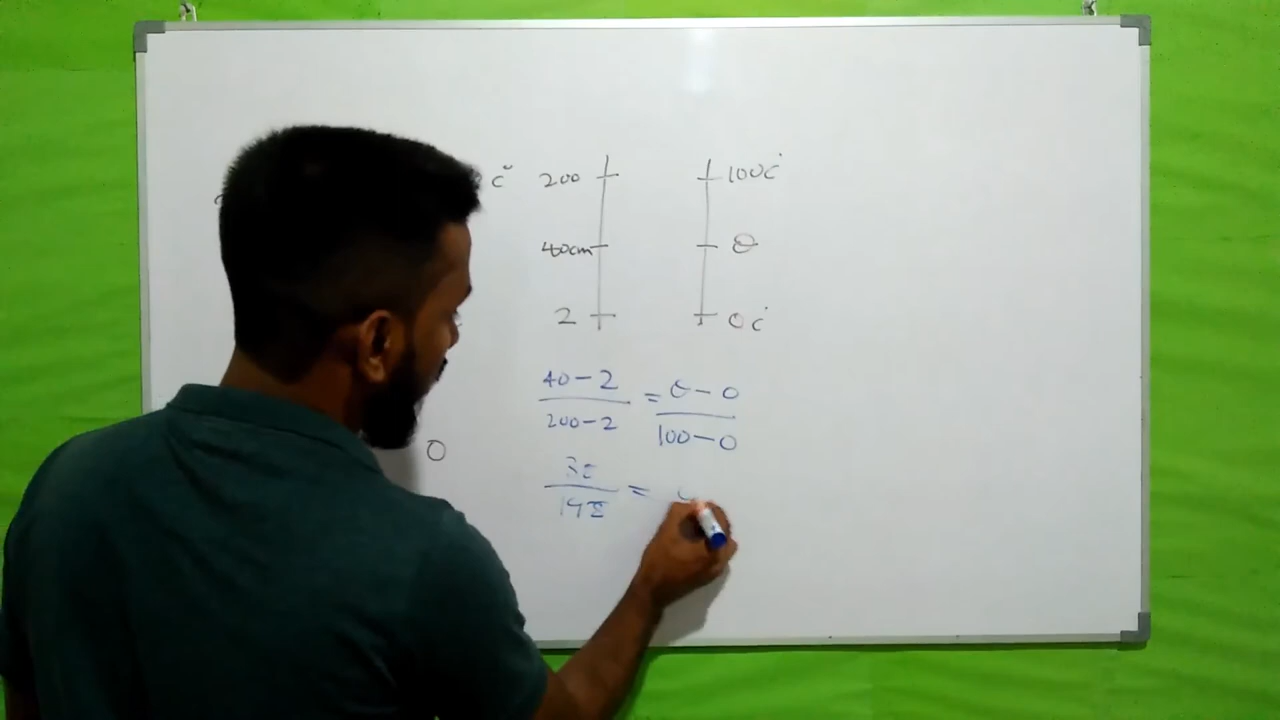 c°
200
100c°
40cm
θ
2
0c°
40-2 / 200-2 = θ-0 / 100-0
0
38 / 198 =